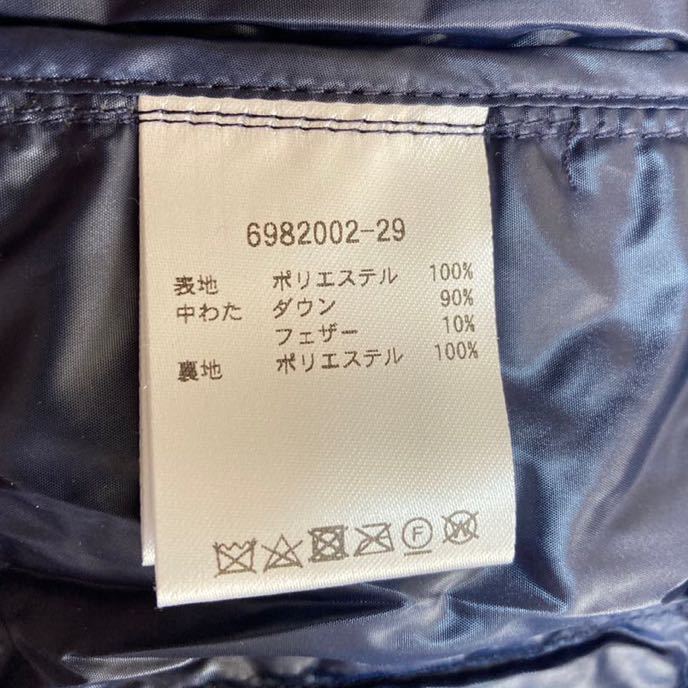 6982002-29
表地 ポリエステル 100%
中わた ダウン 90%
フェザー 10%
裏地 ポリエステル 100%
F W